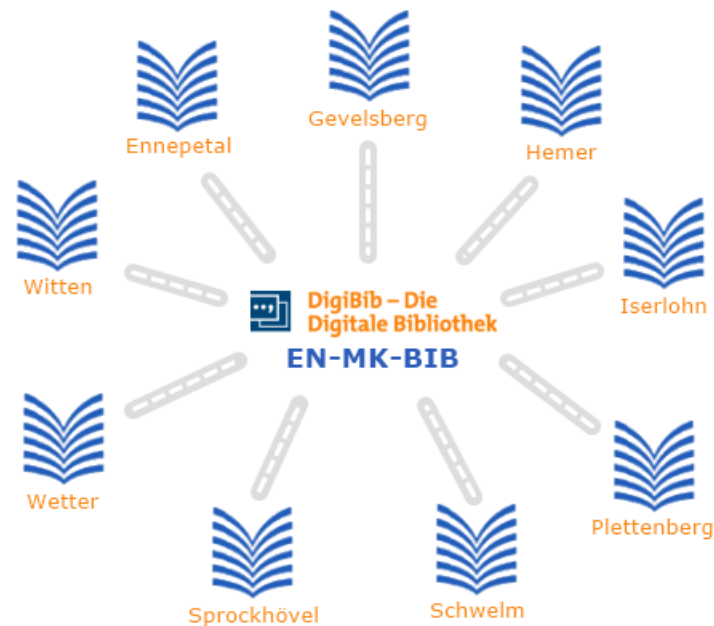 Gevelsberg
Ennepetal
Hemer
Witten
Iserlohn
DigiBib – Die
Digitale Bibliothek
EN-MK-BIB
Wetter
Plettenberg
Sprockhövel
Schwelm